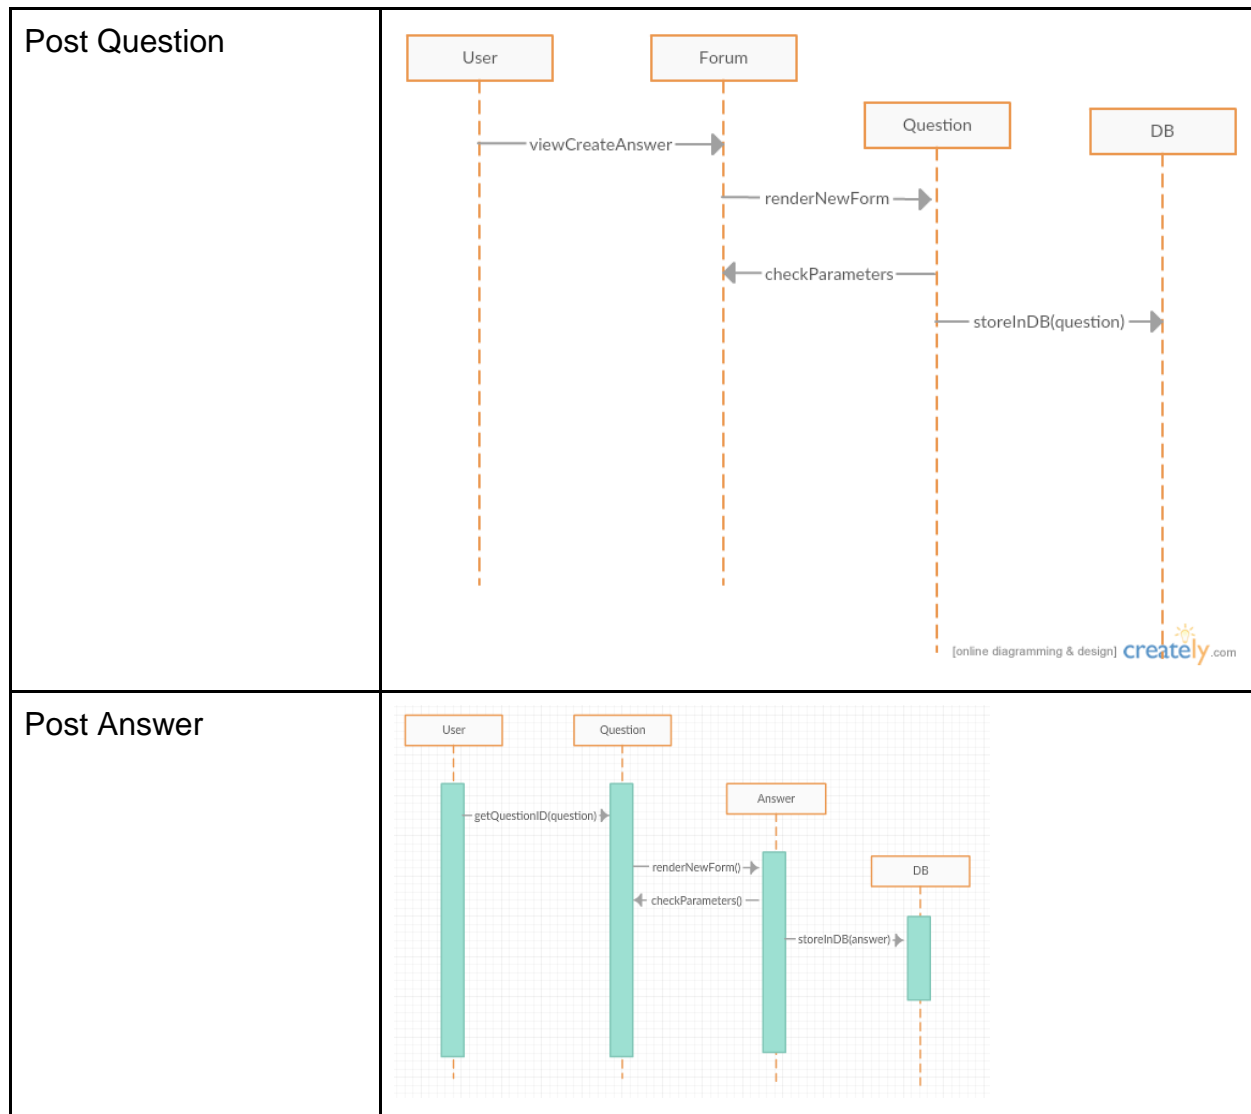 Post Question
User
Forum
Question
DB
viewCreateAnswer
renderNewForm
checkParameters
storeInDB(question)
[online diagramming & design] creately.com
Post Answer
User
Question
Answer
DB
getQuestionID(question)
renderNewForm()
checkParameters()
storeInDB(answer)